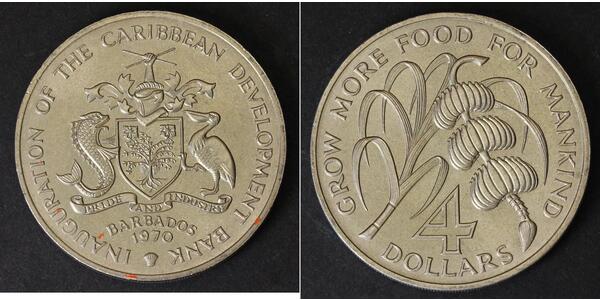 INAUGURATION OF THE CARIBBEAN DEVELOPMENT BANK
PRIDE AND INDUSTRY
BARBADOS
1970
GROW MORE FOOD FOR MANKIND
4
DOLLARS